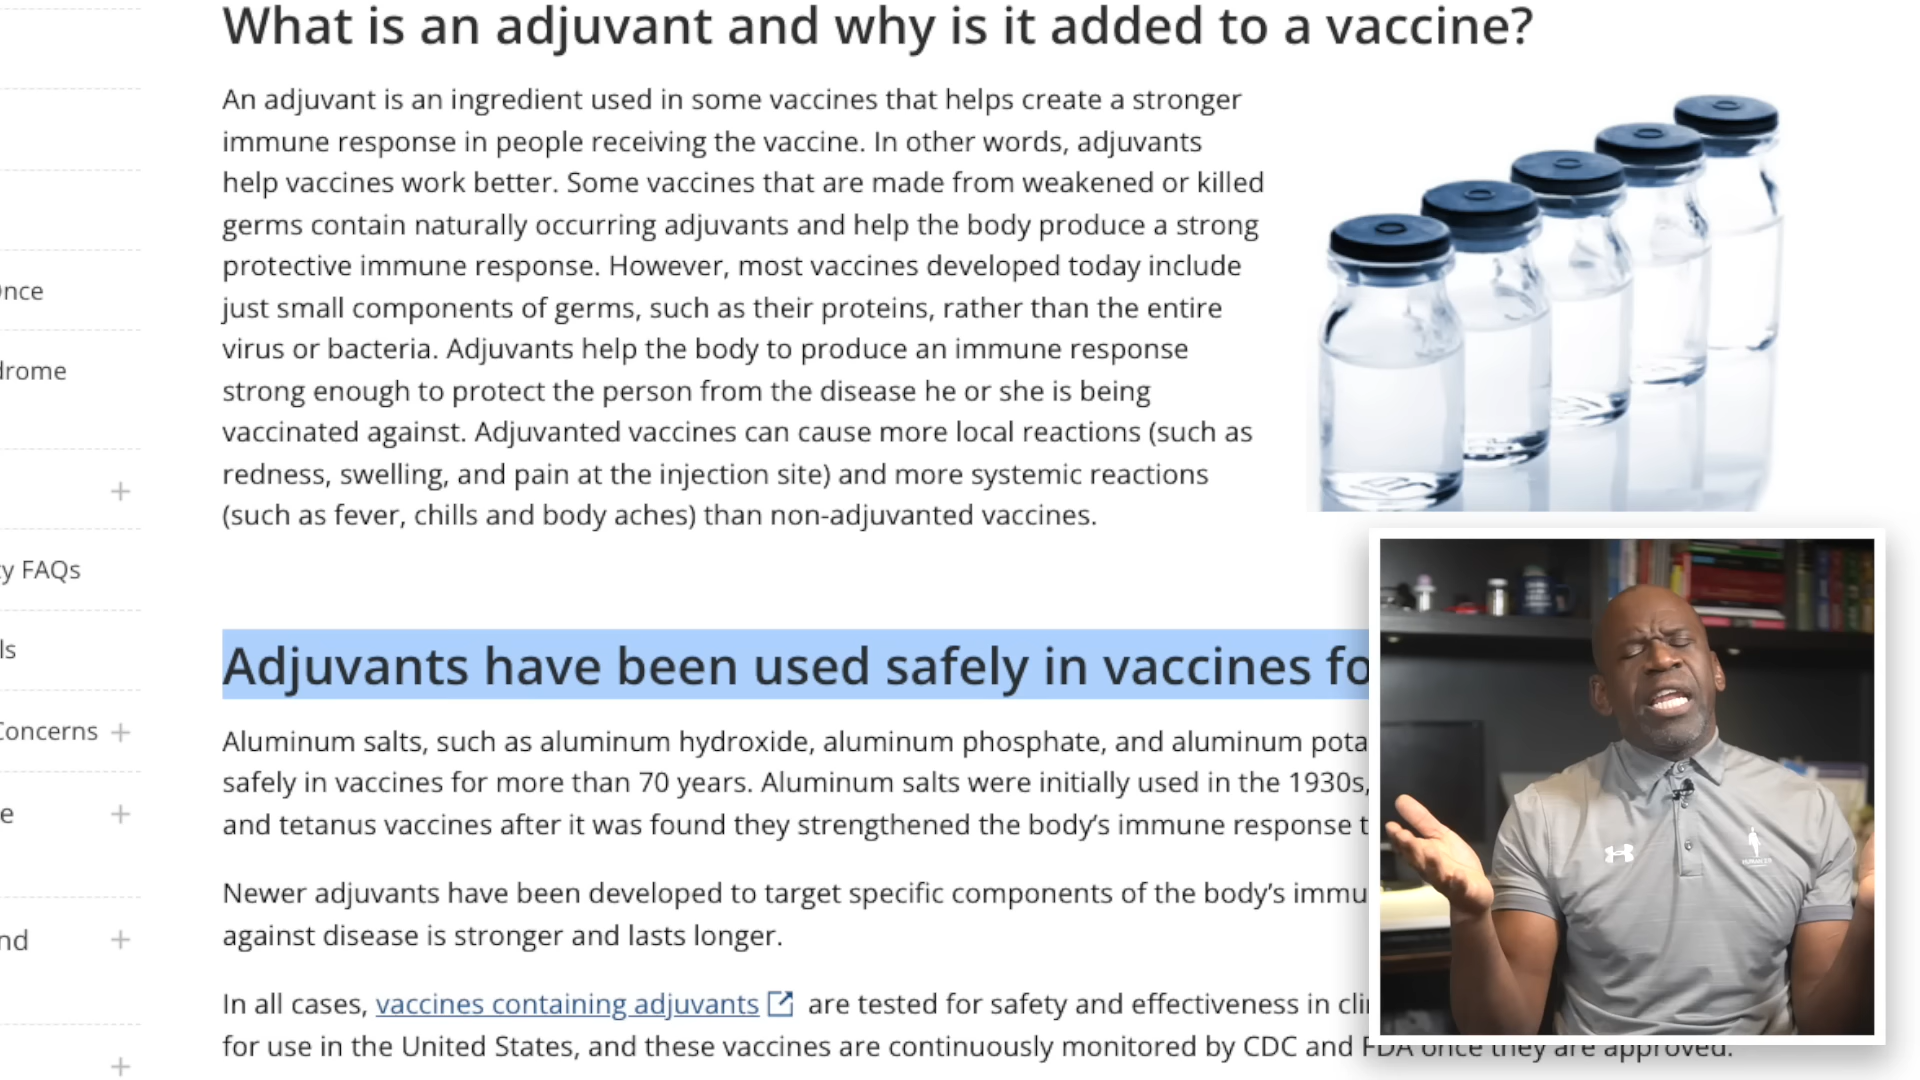 What is an adjuvant and why is it added to a vaccine?
An adjuvant is an ingredient used in some vaccines that helps create a stronger
immune response in people receiving the vaccine. In other words, adjuvants
help vaccines work better. Some vaccines that are made from weakened or killed
germs contain naturally occurring adjuvants and help the body produce a strong
protective immune response. However, most vaccines developed today include
just small components of germs, such as their proteins, rather than the entire
virus or bacteria. Adjuvants help the body to produce an immune response
strong enough to protect the person from the disease he or she is being
vaccinated against. Adjuvanted vaccines can cause more local reactions (such as
redness, swelling, and pain at the injection site) and more systemic reactions
(such as fever, chills and body aches) than non-adjuvanted vaccines.
Once
drome
y FAQs
ls
Concerns
e
nd
Adjuvants have been used safely in vaccines fo
Aluminum salts, such as aluminum hydroxide, aluminum phosphate, and aluminum pota
safely in vaccines for more than 70 years. Aluminum salts were initially used in the 1930s,
and tetanus vaccines after it was found they strengthened the body's immune response t
Newer adjuvants have been developed to target specific components of the body's immu
against disease is stronger and lasts longer.
In all cases, vaccines containing adjuvants are tested for safety and effectiveness in cli
for use in the United States, and these vaccines are continuously monitored by CDC and FDA once they are approved.